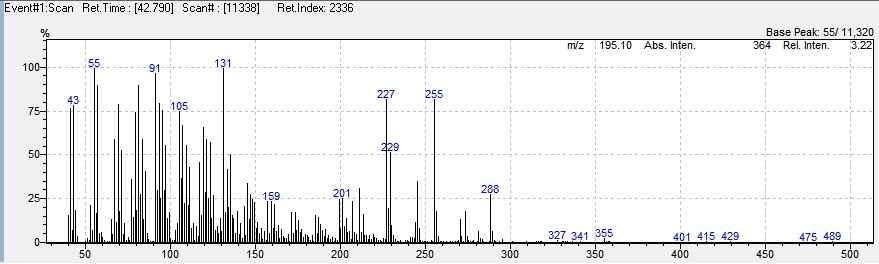 Event#1:Scan Ret.Time : [42.790] Scan# : [11338] Ret.Index: 2336
Base Peak: 55/ 11,320
% m/z 195.10 Abs. Inten. 364 Rel. Inten. 3.22
100 55 91 131
43 105 227 255
75
229
50
25 159 201 288
327 341 355 401 415 429 475 489
0
50 100 150 200 250 300 350 400 450 500